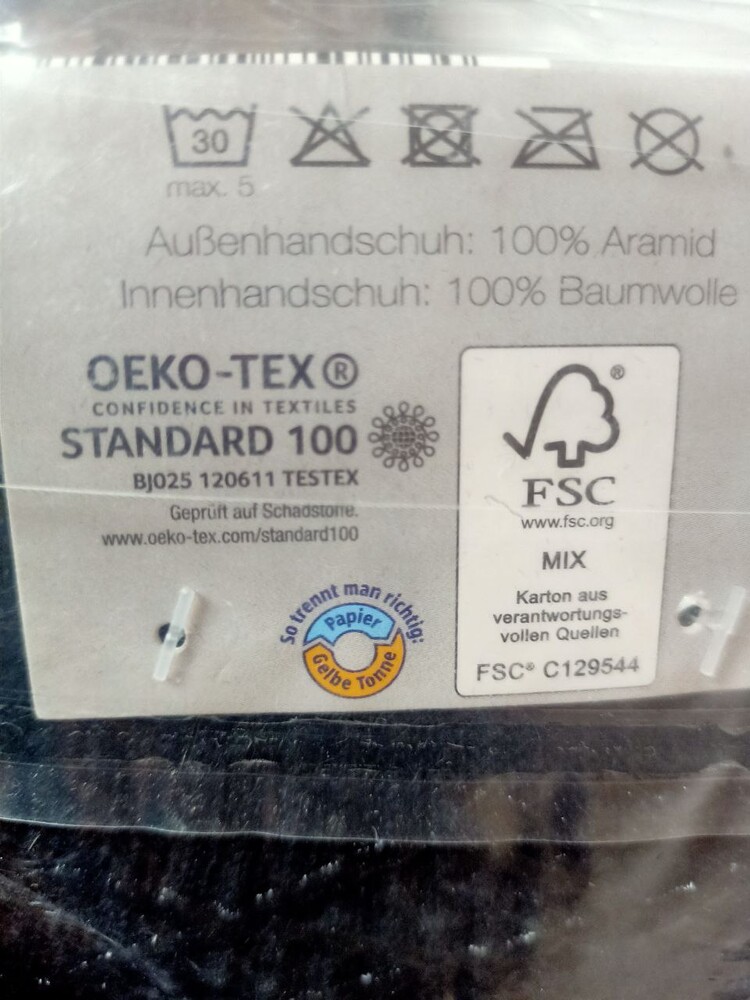 30
max. 5
Außenhandschuh: 100% Aramid
Innenhandschuh: 100% Baumwolle
OEKO-TEX®
CONFIDENCE IN TEXTILES
STANDARD 100
BJ025 120611 TESTEX
Geprüft auf Schadstoffe.
www.oeko-tex.com/standard100
So trennt man richtig:
Papier
Gelbe Tonne
®
FSC
www.fsc.org
MIX
Karton aus
verantwortungs-
vollen Quellen
FSC® C129544